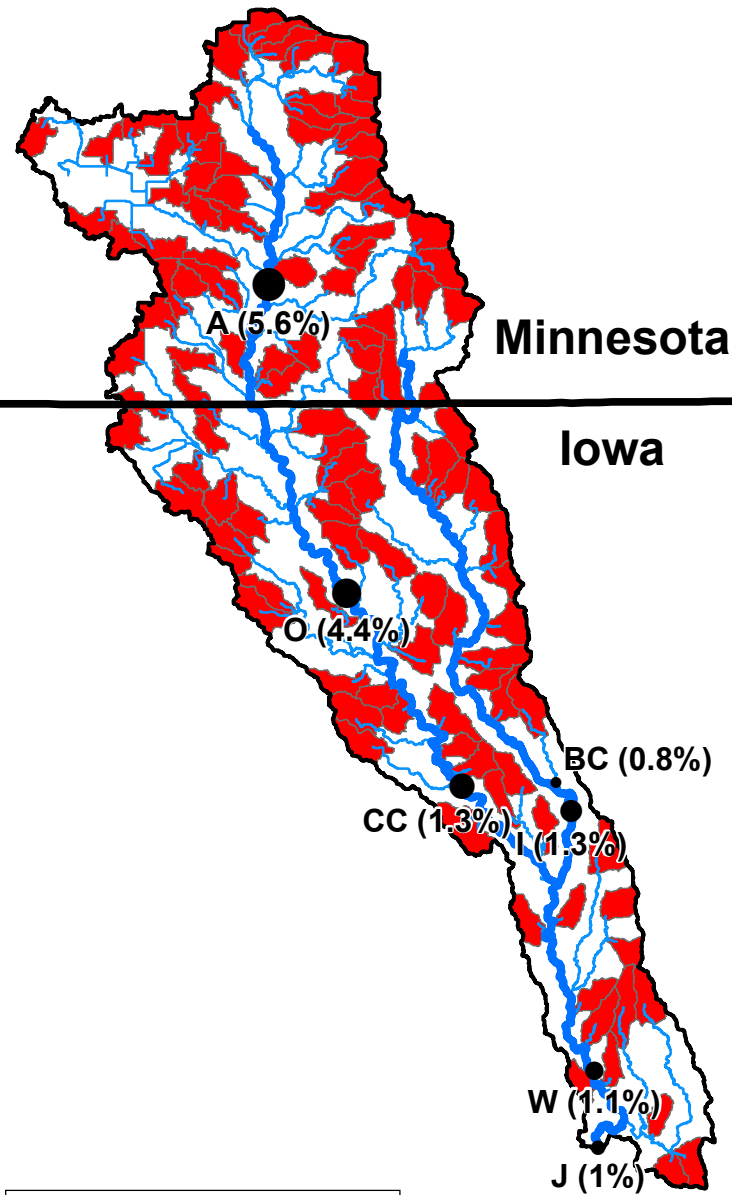 A (5.6%)
Minnesota
Iowa
O (4.4%)
BC (0.8%)
CC (1.3%)
I (1.3%)
W (1.1%)
J (1%)